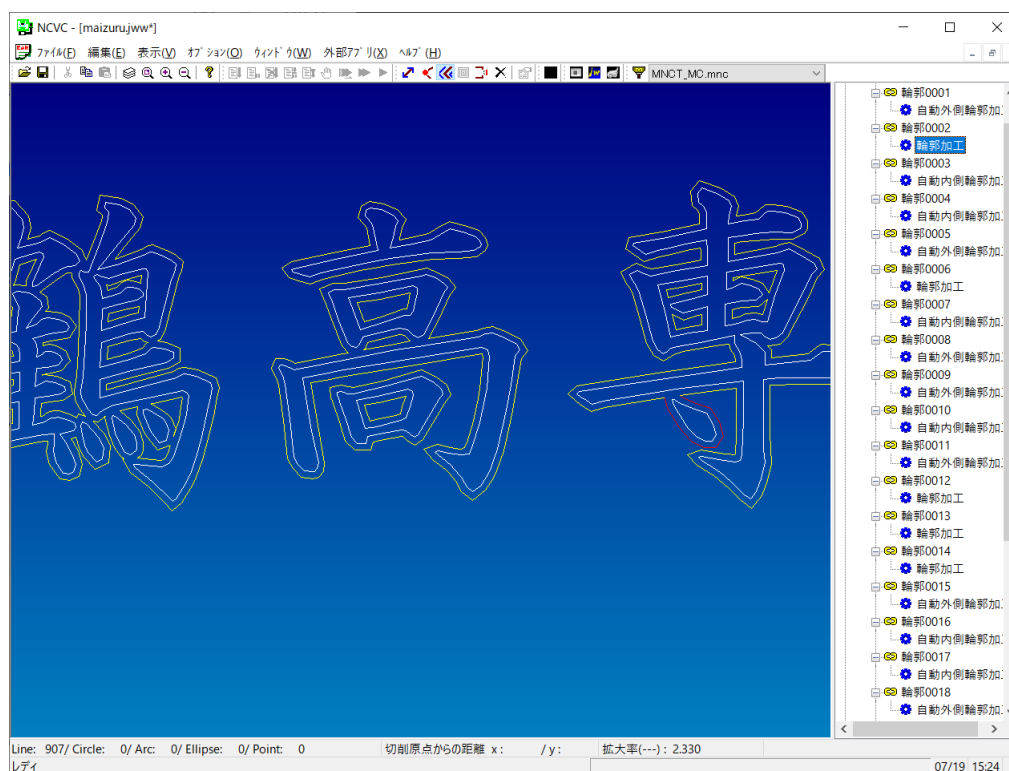 NCVC - [maizuru.jww*]
ファイル(F) 編集(E) 表示(V) オプション(O) ウィンドウ(W) 外部アプリ(X) ヘルプ(H)
MNCT_MC.mnc
鶴高専
輪郭0001
自動外側輪郭加工
輪郭0002
輪郭加工
輪郭0003
自動内側輪郭加工
輪郭0004
自動内側輪郭加工
輪郭0005
自動外側輪郭加工
輪郭0006
輪郭加工
輪郭0007
自動内側輪郭加工
輪郭0008
自動外側輪郭加工
輪郭0009
自動外側輪郭加工
輪郭0010
自動内側輪郭加工
輪郭0011
自動外側輪郭加工
輪郭0012
輪郭加工
輪郭0013
輪郭加工
輪郭0014
輪郭加工
輪郭0015
自動外側輪郭加工
輪郭0016
自動内側輪郭加工
輪郭0017
自動内側輪郭加工
輪郭0018
自動外側輪郭加工
Line: 907/ Circle: 0/ Arc: 0/ Ellipse: 0/ Point: 0 切削原点からの距離 x: / y: 拡大率(---) : 2.330
レディ 07/19 15:24